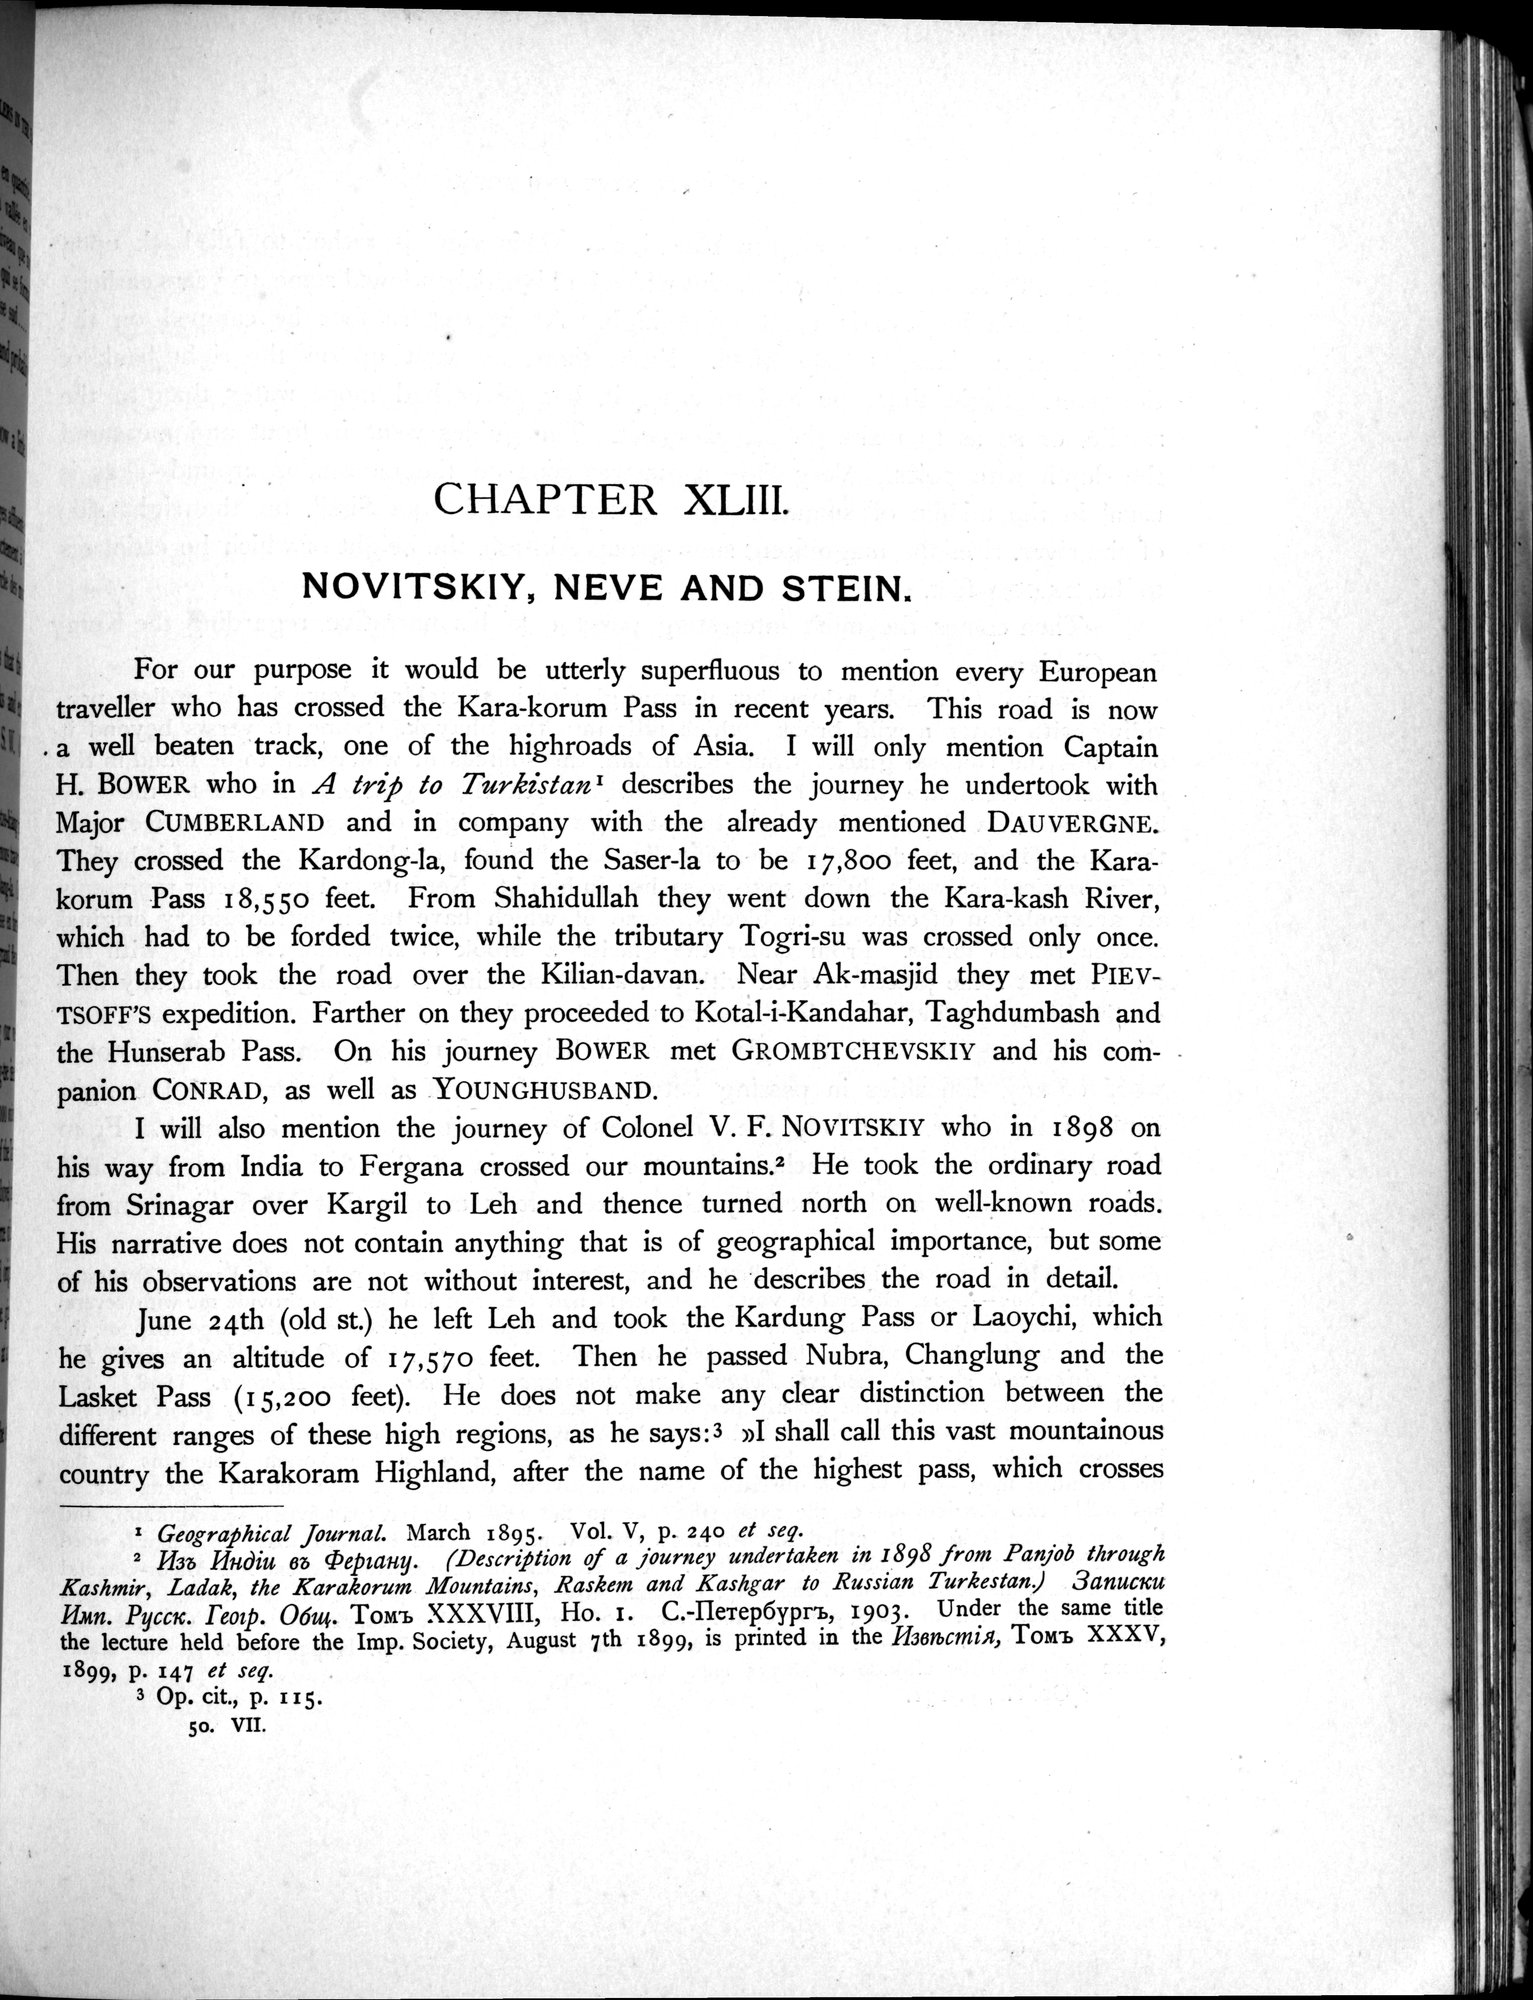 CHAPTER XLIII.
NOVITSKIY, NEVE AND STEIN.
For our purpose it would be utterly superfluous to mention every European
traveller who has crossed the Kara-korum Pass in recent years. This road is now
a well beaten track, one of the highroads of Asia. I will only mention Captain
H. BOWER who in A trip to Turkistan¹ describes the journey he undertook with
Major CUMBERLAND and in company with the already mentioned DAUVERGNE.
They crossed the Kardong-la, found the Saser-la to be 17,800 feet, and the Kara-
korum Pass 18,550 feet. From Shahidullah they went down the Kara-kash River,
which had to be forded twice, while the tributary Togri-su was crossed only once.
Then they took the road over the Kilian-davan. Near Ak-masjid they met PIEV-
TSOFF'S expedition. Farther on they proceeded to Kotal-i-Kandahar, Taghdumbash and
the Hunserab Pass. On his journey BOWER met GROMBTCHEVSKIY and his com-
panion CONRAD, as well as YOUNGHUSBAND.
I will also mention the journey of Colonel V. F. NOVITSKIY who in 1898 on
his way from India to Fergana crossed our mountains.² He took the ordinary road
from Srinagar over Kargil to Leh and thence turned north on well-known roads.
His narrative does not contain anything that is of geographical importance, but some
of his observations are not without interest, and he describes the road in detail.
June 24th (old st.) he left Leh and took the Kardung Pass or Laoychi, which
he gives an altitude of 17,570 feet. Then he passed Nubra, Changlung and the
Lasket Pass (15,200 feet). He does not make any clear distinction between the
different ranges of these high regions, as he says:³ »I shall call this vast mountainous
country the Karakoram Highland, after the name of the highest pass, which crosses
¹ Geographical Journal. March 1895. Vol. V, p. 240 et seq.
² Изъ Индіи въ Фергану. (Description of a journey undertaken in 1898 from Panjob through
Kashmir, Ladak, the Karakorum Mountains, Raskem and Kashgar to Russian Turkestan.) Записки
Имп. Русск. Геогр. Общ. Томъ XXXVIII, Но. 1. С.-Петербургъ, 1903. Under the same title
the lecture held before the Imp. Society, August 7th 1899, is printed in the Извѣстія, Томъ XXXV,
1899, p. 147 et seq.
³ Op. cit., p. 115.
50. VII.